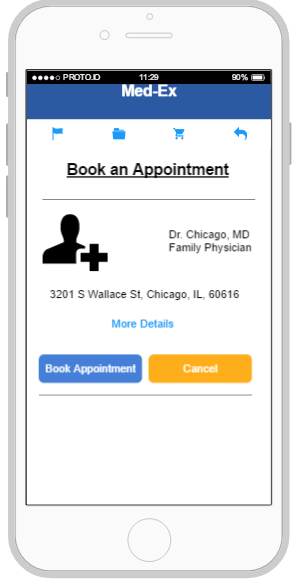 PROTO.IO 11:29 90%
Med-Ex
Book an Appointment
Dr. Chicago, MD
Family Physician
3201 S Wallace St, Chicago, IL, 60616
More Details
Book Appointment Cancel